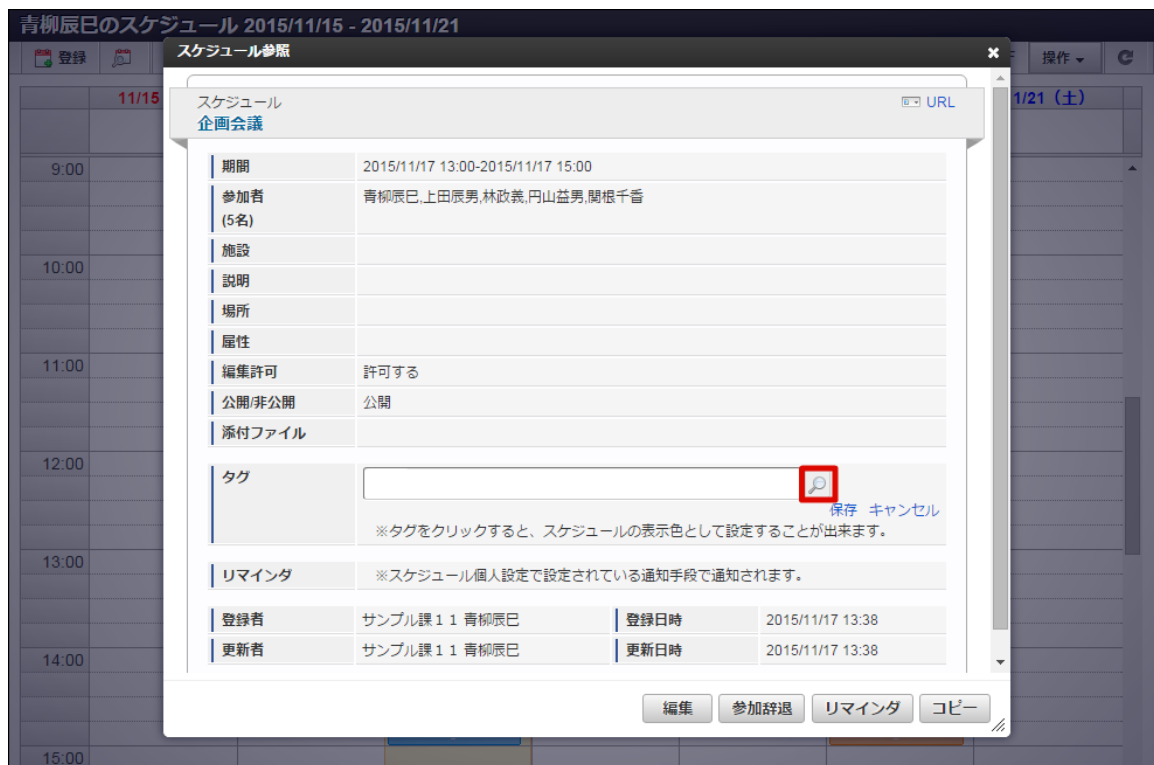 青柳辰巳のスケジュール 2015/11/15 - 2015/11/21
登録
操作
スケジュール参照
11/15
1/21（土）
スケジュール
URL
企画会議
期間 2015/11/17 13:00-2015/11/17 15:00
参加者 青柳辰巳,上田辰男,林政義,円山益男,関根千香
(5名)
施設
説明
場所
属性
編集許可 許可する
公開/非公開 公開
添付ファイル
タグ
保存 キャンセル
※タグをクリックすると、スケジュールの表示色として設定することが出来ます。
リマインダ ※スケジュール個人設定で設定されている通知手段で通知されます。
登録者 サンプル課１１ 青柳辰巳 登録日時 2015/11/17 13:38
更新者 サンプル課１１ 青柳辰巳 更新日時 2015/11/17 13:38
編集 参加辞退 リマインダ コピー
9:00
10:00
11:00
12:00
13:00
14:00
15:00